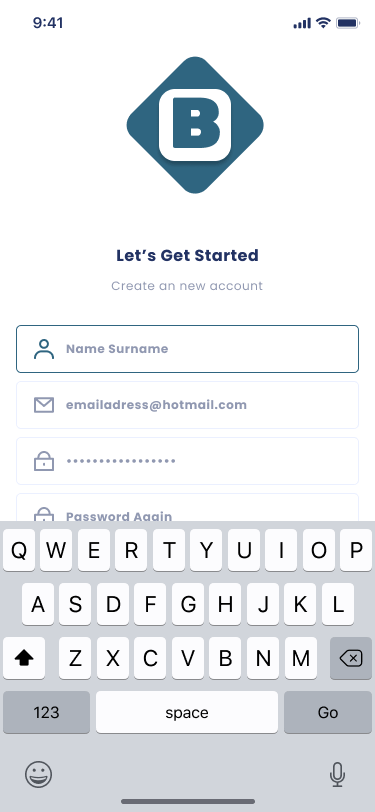 9:41
B
Let's Get Started
Create an new account
Name Surname
emailadress@hotmail.com
•••••••••••••••••
Password Again
Q W E R T Y U I O P
A S D F G H J K L
Z X C V B N M
123 space Go